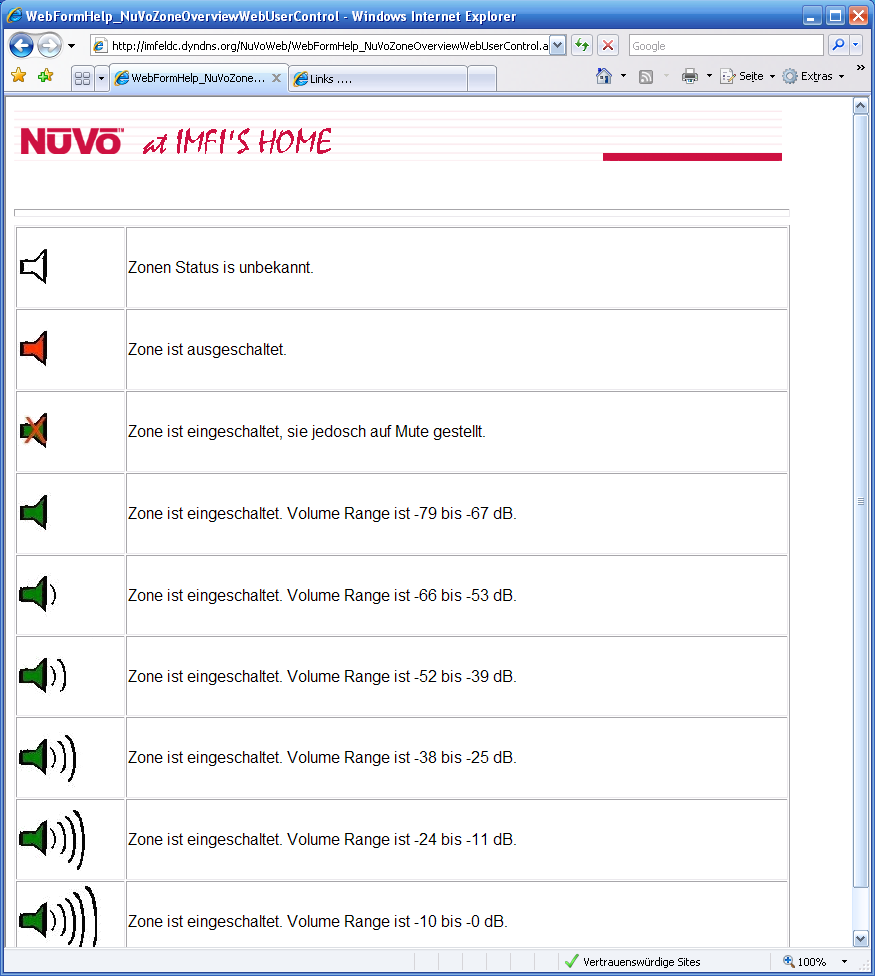 WebFormHelp_NuVoZoneOverviewWebUserControl - Windows Internet Explorer
http://imfeldc.dyndns.org/NuVoWeb/WebFormHelp_NuVoZoneOverviewWebUserControl.a
Google
WebFormHelp_NuVoZone...
Links ....
Seite
Extras
NŪVŌ at IMFI'S HOME
Zonen Status is unbekannt.
Zone ist ausgeschaltet.
Zone ist eingeschaltet, sie jedosch auf Mute gestellt.
Zone ist eingeschaltet. Volume Range ist -79 bis -67 dB.
Zone ist eingeschaltet. Volume Range ist -66 bis -53 dB.
Zone ist eingeschaltet. Volume Range ist -52 bis -39 dB.
Zone ist eingeschaltet. Volume Range ist -38 bis -25 dB.
Zone ist eingeschaltet. Volume Range ist -24 bis -11 dB.
Zone ist eingeschaltet. Volume Range ist -10 bis -0 dB.
Vertrauenswürdige Sites
100%